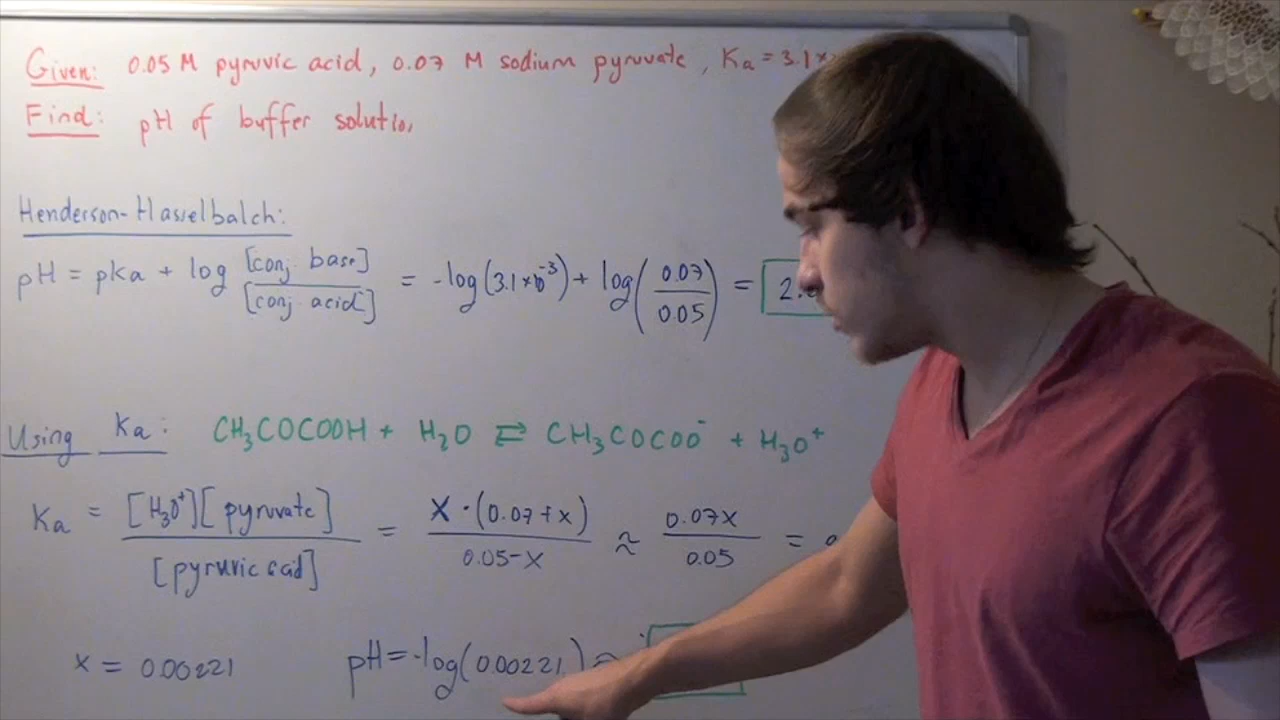 Given: 0.05 M pyruvic acid, 0.07 M sodium pyruvate, Ka = 3.1 x
Find: pH of buffer solution
Henderson-Hasselbalch:
pH = pka + log [conj. base] / [conj. acid] = -log(3.1 x 10⁻³) + log(0.07 / 0.05) = 2.
Using Ka: CH₃COCOOH + H₂O ⇄ CH₃COCOO⁻ + H₃O⁺
Ka = [H₃O⁺][pyruvate] / [pyruvic acid] = X · (0.07 + x) / 0.05 - X ≈ 0.07x / 0.05 =
x = 0.00221 pH = -log(0.00221)